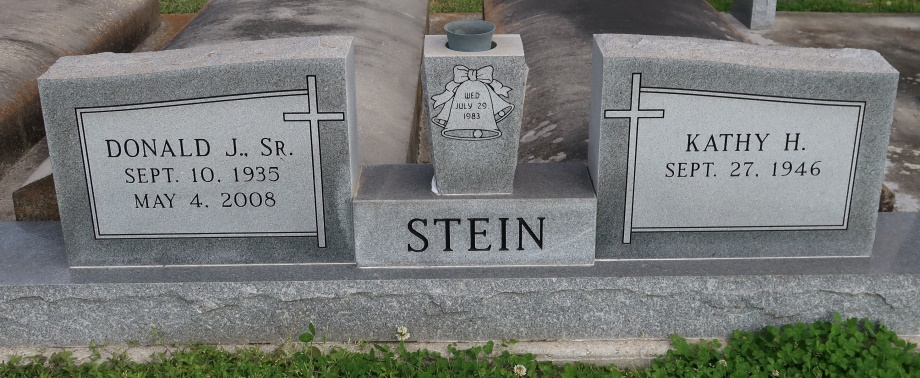 DONALD J., SR.
SEPT. 10, 1935
MAY 4, 2008
WED
JULY 29,
1983
STEIN
KATHY H.
SEPT. 27, 1946